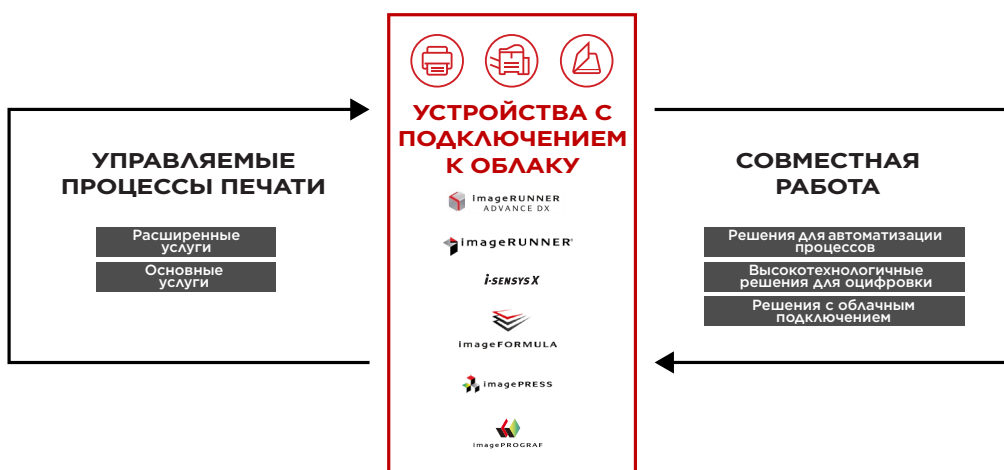 УПРАВЛЯЕМЫЕ
ПРОЦЕССЫ ПЕЧАТИ
Расширенные
услуги
Основные
услуги
УСТРОЙСТВА С
ПОДКЛЮЧЕНИЕМ
К ОБЛАКУ
imageRUNNER
ADVANCE DX
imageRUNNER®
i-SENSYS X
imageFORMULA
imagePRESS
imagePROGRAF
СОВМЕСТНАЯ
РАБОТА
Решения для автоматизации
процессов
Высокотехнологичные
решения для оцифровки
Решения с облачным
подключением